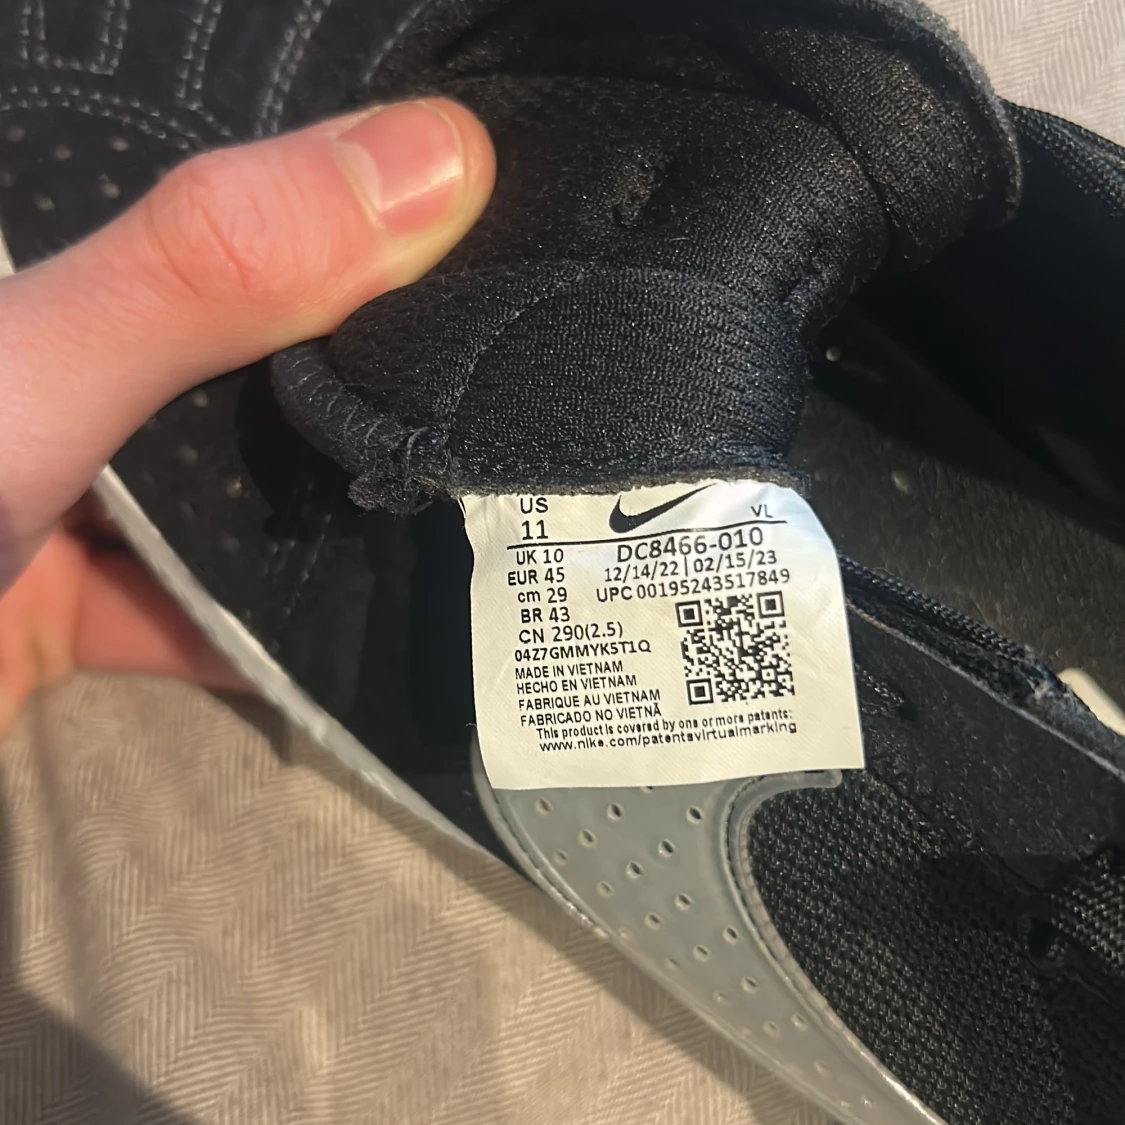 US
11
VL
UK 10
EUR 45
cm 29
BR 43
CN 290(2.5)
04Z7GMMYK5T1Q
DC8466-010
12/14/22|02/15/23
UPC 00195243517849
MADE IN VIETNAM
HECHO EN VIETNAM
FABRIQUE AU VIETNAM
FABRICADO NO VIETNÃ
This product is covered by one or more patents:
www.nike.com/patentsvirtualmarking